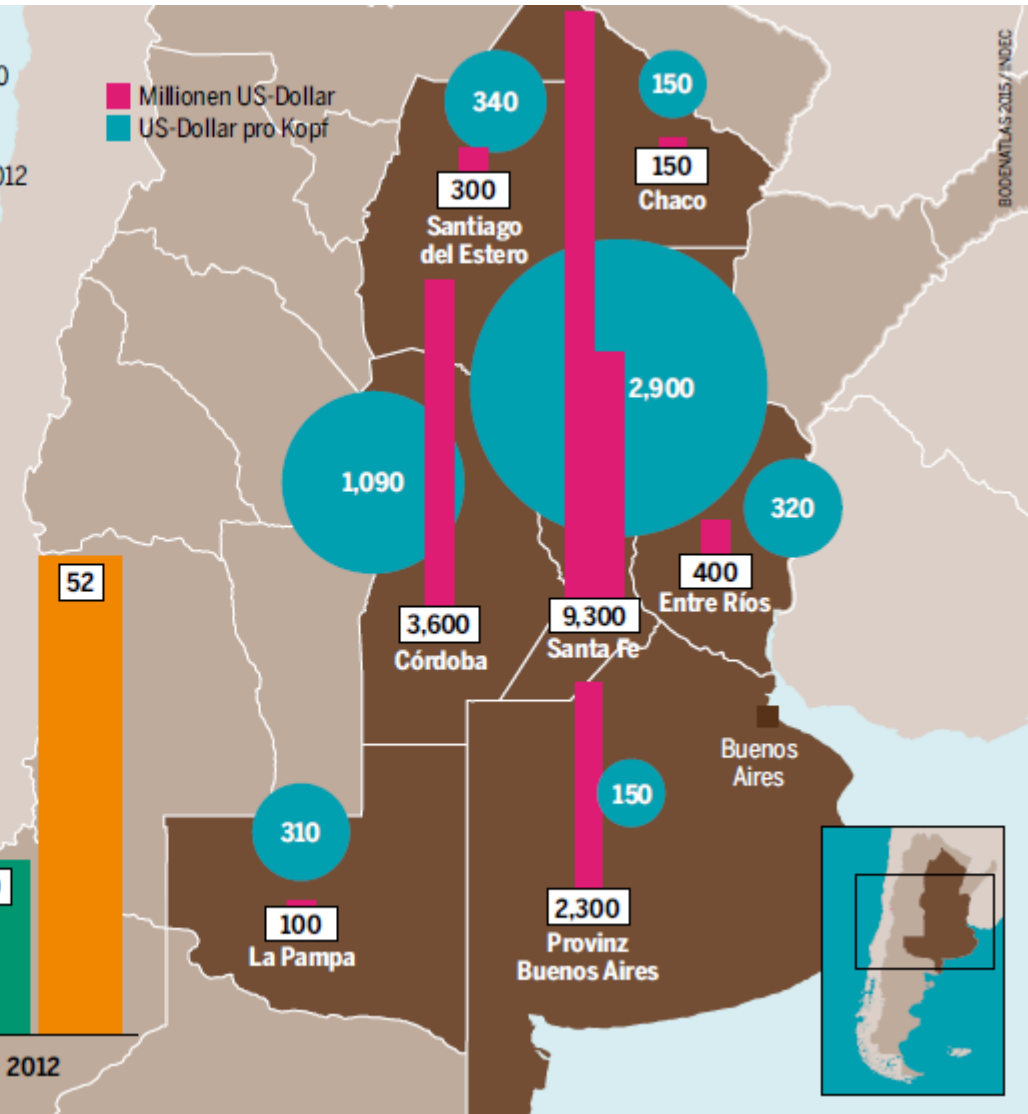 Millionen US-Dollar
US-Dollar pro Kopf
012
340
300
Santiago
del Estero
150
150
Chaco
BODENATLAS 2015 / INDEC
2,900
1,090
320
400
Entre Ríos
3,600
Córdoba
9,300
Santa Fe
52
Buenos
Aires
150
310
100
La Pampa
2,300
Provinz
Buenos Aires
2012